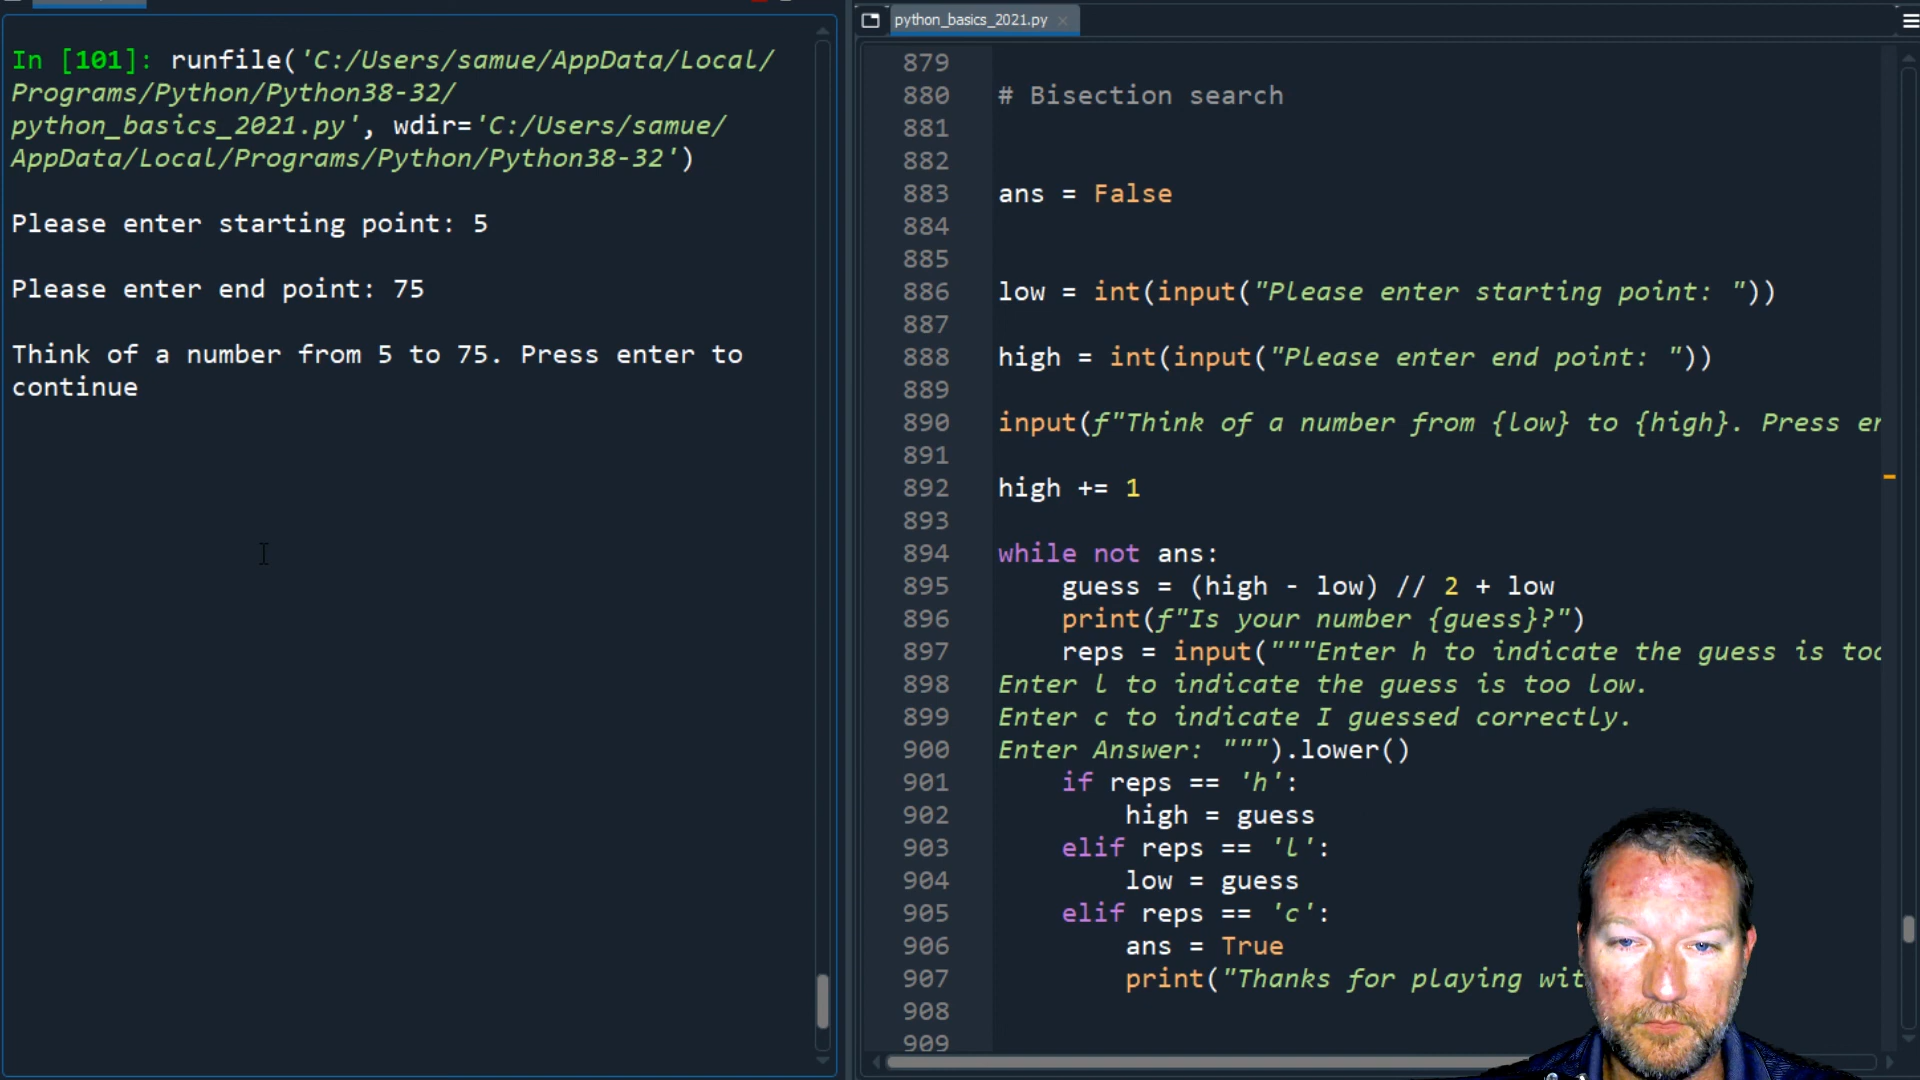 In [101]: runfile('C:/Users/samue/AppData/Local/
Programs/Python/Python38-32/
python_basics_2021.py', wdir='C:/Users/samue/
AppData/Local/Programs/Python/Python38-32')
Please enter starting point: 5
Please enter end point: 75
Think of a number from 5 to 75. Press enter to
continue
python_basics_2021.py
879
880 # Bisection search
881
882
883 ans = False
884
885
886 low = int(input("Please enter starting point: "))
887
888 high = int(input("Please enter end point: "))
889
890 input(f"Think of a number from {low} to {high}. Press
891
892 high += 1
893
894 while not ans:
895 guess = (high - low) // 2 + low
896 print(f"Is your number {guess}?")
897 reps = input("""Enter h to indicate the guess is
898 Enter l to indicate the guess is too low.
899 Enter c to indicate I guessed correctly.
900 Enter Answer: """).lower()
901 if reps == 'h':
902 high = guess
903 elif reps == 'l':
904 low = guess
905 elif reps == 'c':
906 ans = True
907 print("Thanks for playing
908
909